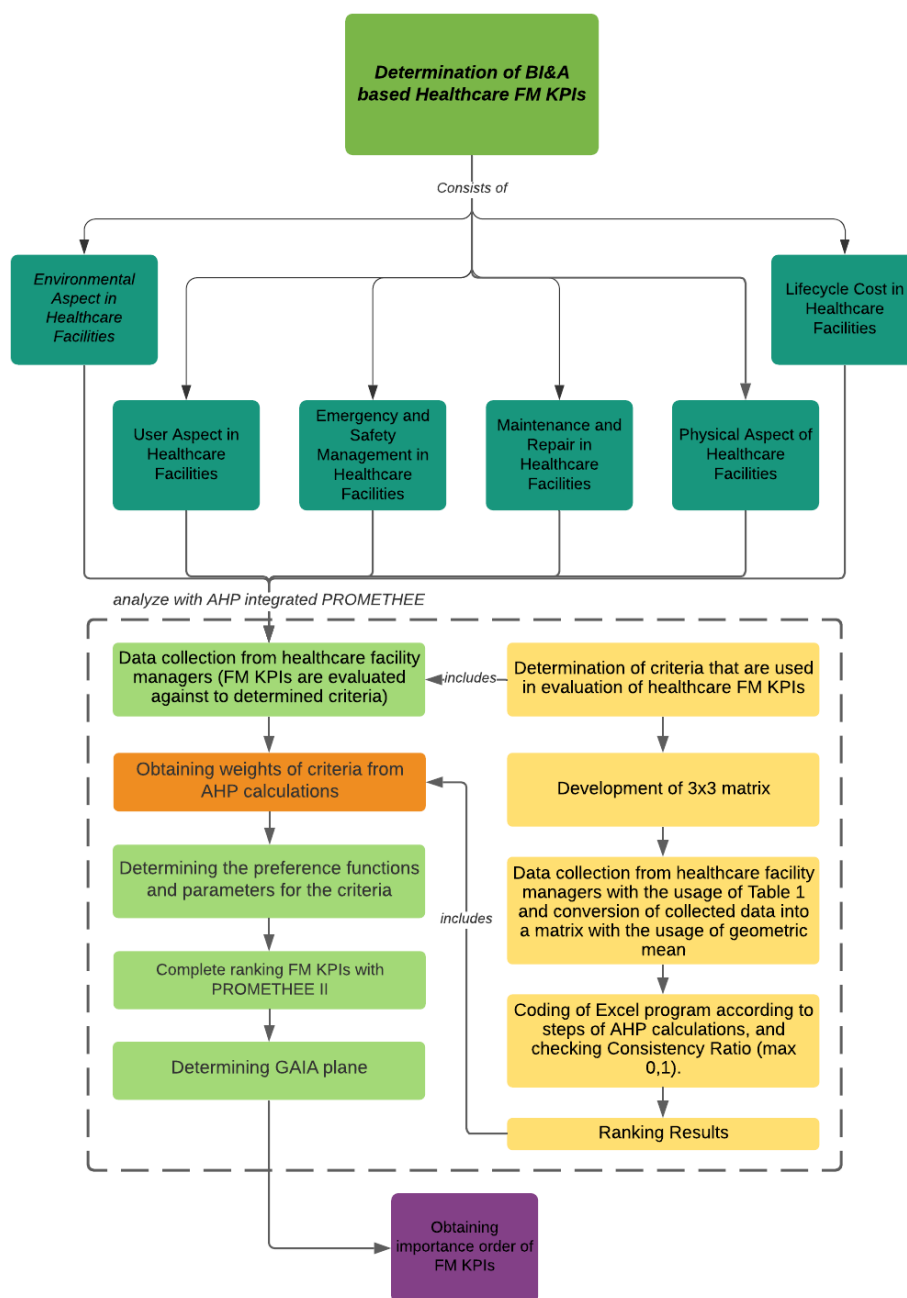 Determination of BI&A
based Healthcare FM KPIs
Consists of
Environmental
Aspect in
Healthcare
Facilities
Lifecycle Cost in
Healthcare
Facilities
User Aspect in
Healthcare
Facilities
Emergency and
Safety
Management in
Healthcare
Facilities
Maintenance and
Repair in
Healthcare
Facilities
Physical Aspect of
Healthcare
Facilities
analyze with AHP integrated PROMETHEE
Data collection from healthcare facility
managers (FM KPIs are evaluated
against to determined criteria)
includes
Determination of criteria that are used
in evaluation of healthcare FM KPIs
Obtaining weights of criteria from
AHP calculations
Development of 3x3 matrix
Determining the preference functions
and parameters for the criteria
includes
Data collection from healthcare facility
managers with the usage of Table 1
and conversion of collected data into
a matrix with the usage of geometric
mean
Complete ranking FM KPIs with
PROMETHEE II
Coding of Excel program according to
steps of AHP calculations, and
checking Consistency Ratio (max
0,1).
Determining GAIA plane
Ranking Results
Obtaining
importance order of
FM KPIs